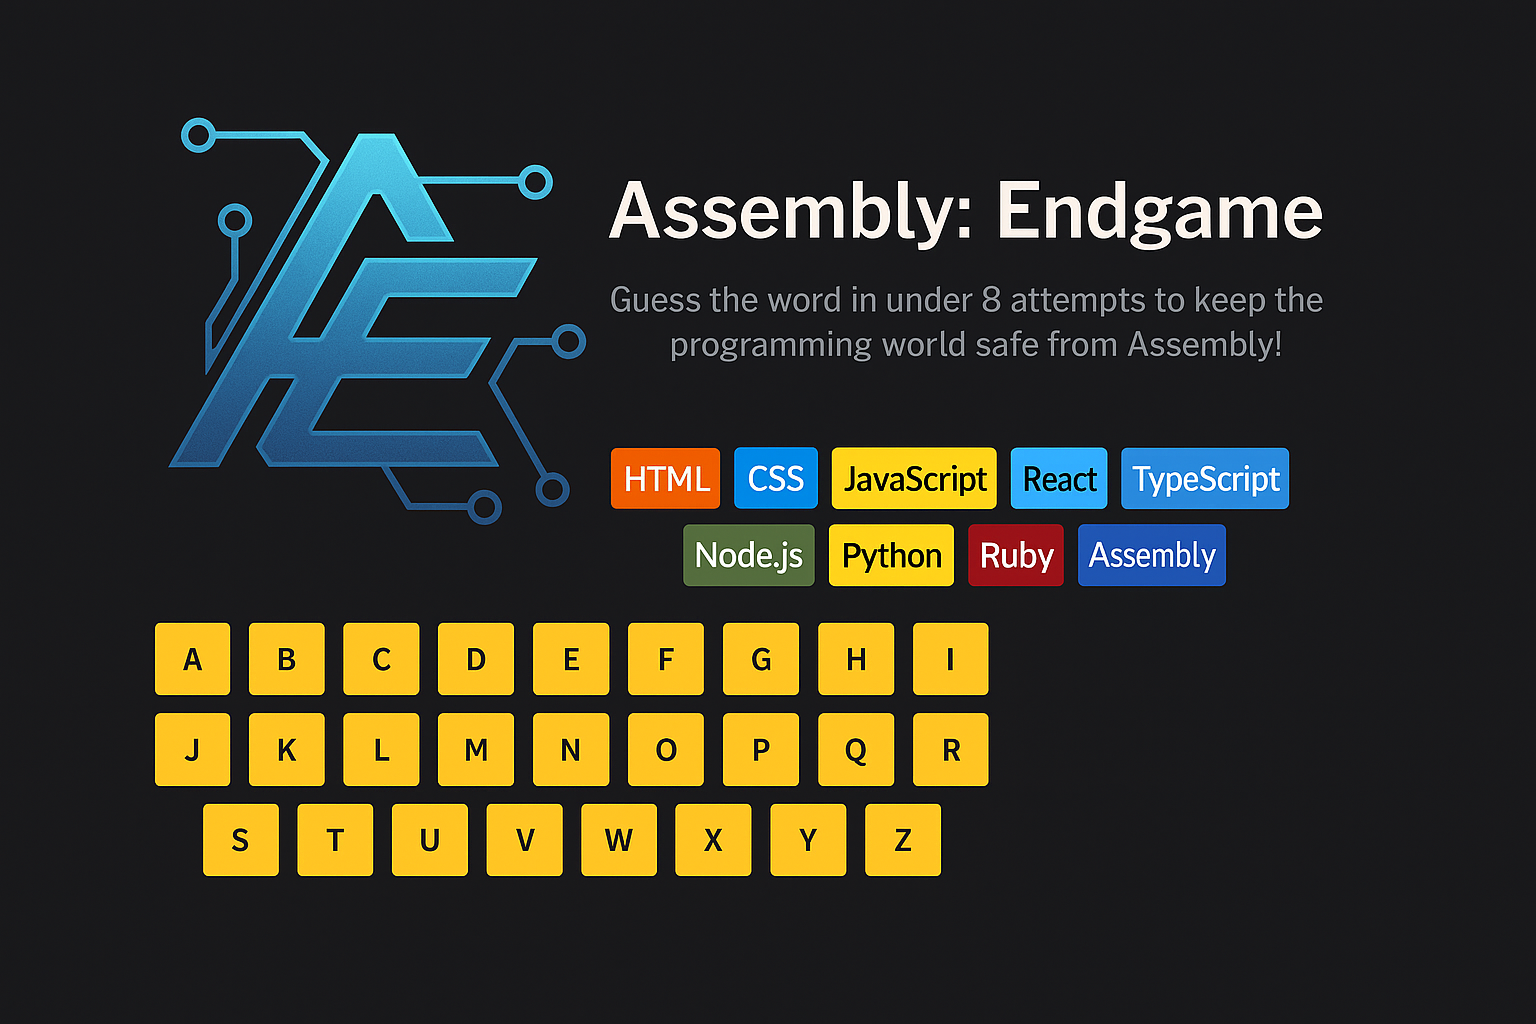 Assembly: Endgame
Guess the word in under 8 attempts to keep the
programming world safe from Assembly!
HTML CSS JavaScript React TypeScript
Node.js Python Ruby Assembly
A B C D E F G H I
J K L M N O P Q R
S T U V W X Y Z